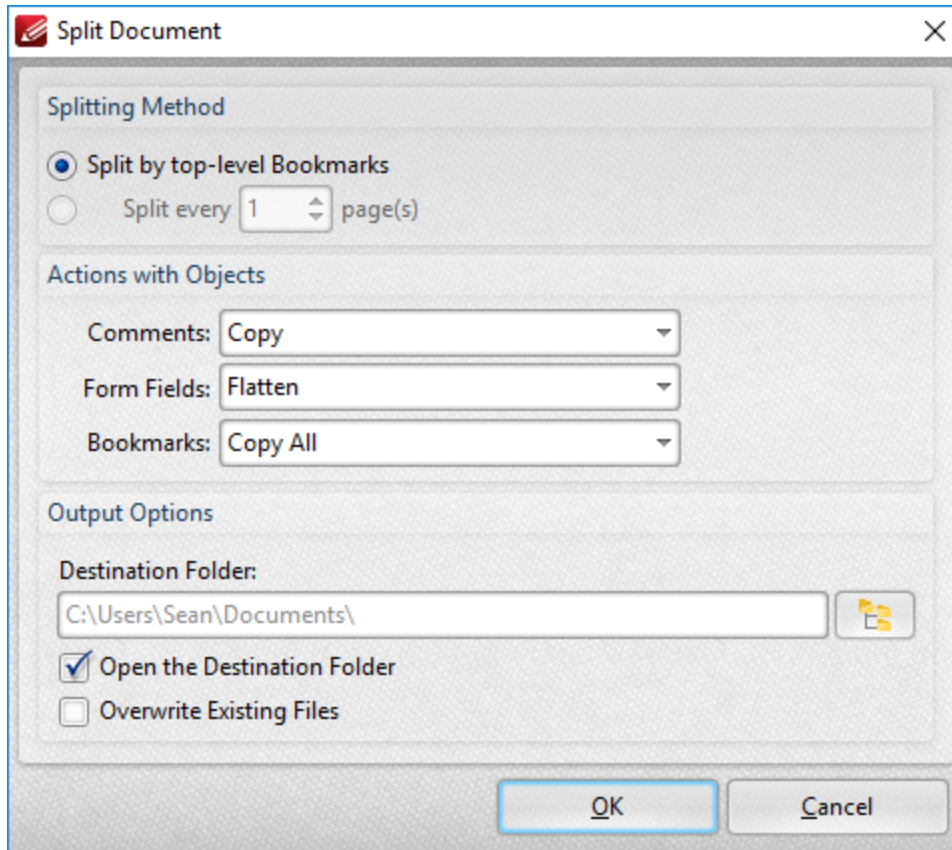 Split Document
Splitting Method
Split by top-level Bookmarks
Split every 1 page(s)
Actions with Objects
Comments: Copy
Form Fields: Flatten
Bookmarks: Copy All
Output Options
Destination Folder:
C:\Users\Sean\Documents\
Open the Destination Folder
Overwrite Existing Files
OK Cancel